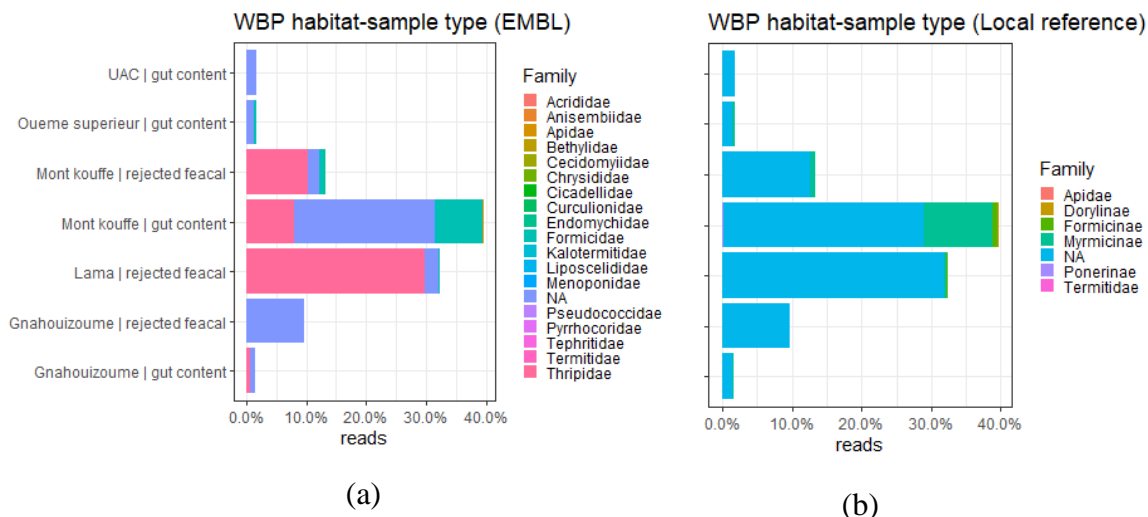 WBP habitat-sample type (EMBL)
UAC | gut content
Oueme superieur | gut content
Mont kouffe | rejected feacal
Mont kouffe | gut content
Lama | rejected feacal
Gnahouizoume | rejected feacal
Gnahouizoume | gut content
0.0%
10.0%
20.0%
30.0%
40.0%
reads
Family
Acrididae
Anisembiidae
Apidae
Bethylidae
Cecidomyiidae
Chrysididae
Cicadellidae
Curculionidae
Endomychidae
Formicidae
Kalotermitidae
Liposcelididae
Menoponidae
NA
Pseudococcidae
Pyrrhocoridae
Tephritidae
Termitidae
Thripidae
(a)
WBP habitat-sample type (Local reference)
0.0%
10.0%
20.0%
30.0%
40.0%
reads
Family
Apidae
Dorylinae
Formicinae
Myrmicinae
NA
Ponerinae
Termitidae
(b)